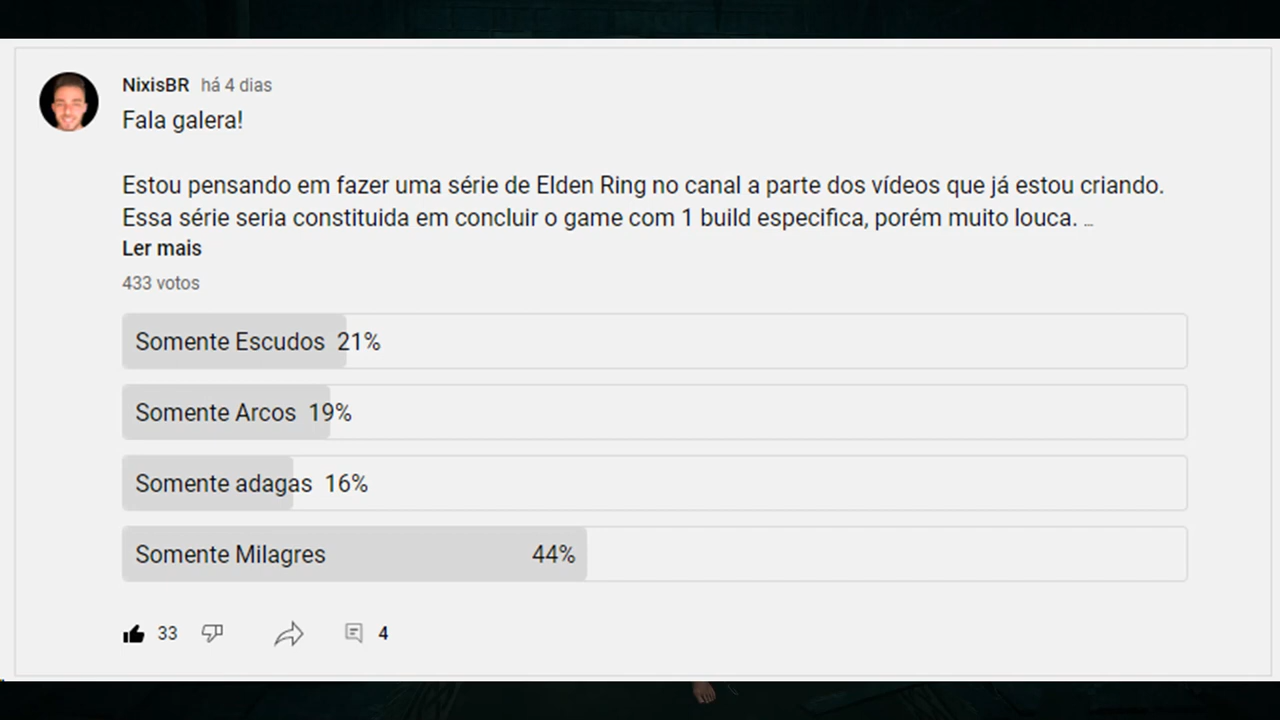 NixisBR há 4 dias
Fala galera!
Estou pensando em fazer uma série de Elden Ring no canal a parte dos vídeos que já estou criando.
Essa série seria constituida em concluir o game com 1 build especifica, porém muito louca. ...
Ler mais
433 votos
Somente Escudos 21%
Somente Arcos 19%
Somente adagas 16%
Somente Milagres 44%
33 4